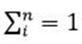 ∑ᵢⁿ = 1